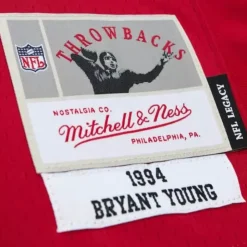 THROWBACKS
NFL
NOSTALGIA CO.
Mitchell & Ness
PHILADELPHIA, PA.
NFL LEGACY
1994
BRYANT YOUNG